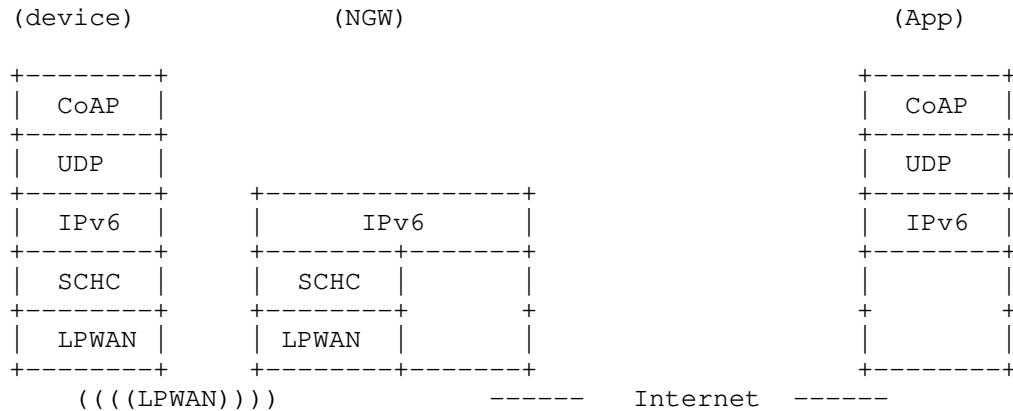 (device) (NGW) (App)
CoAP CoAP
UDP UDP
IPv6 IPv6 IPv6
SCHC SCHC
LPWAN LPWAN
((((LPWAN)))) ------ Internet ------